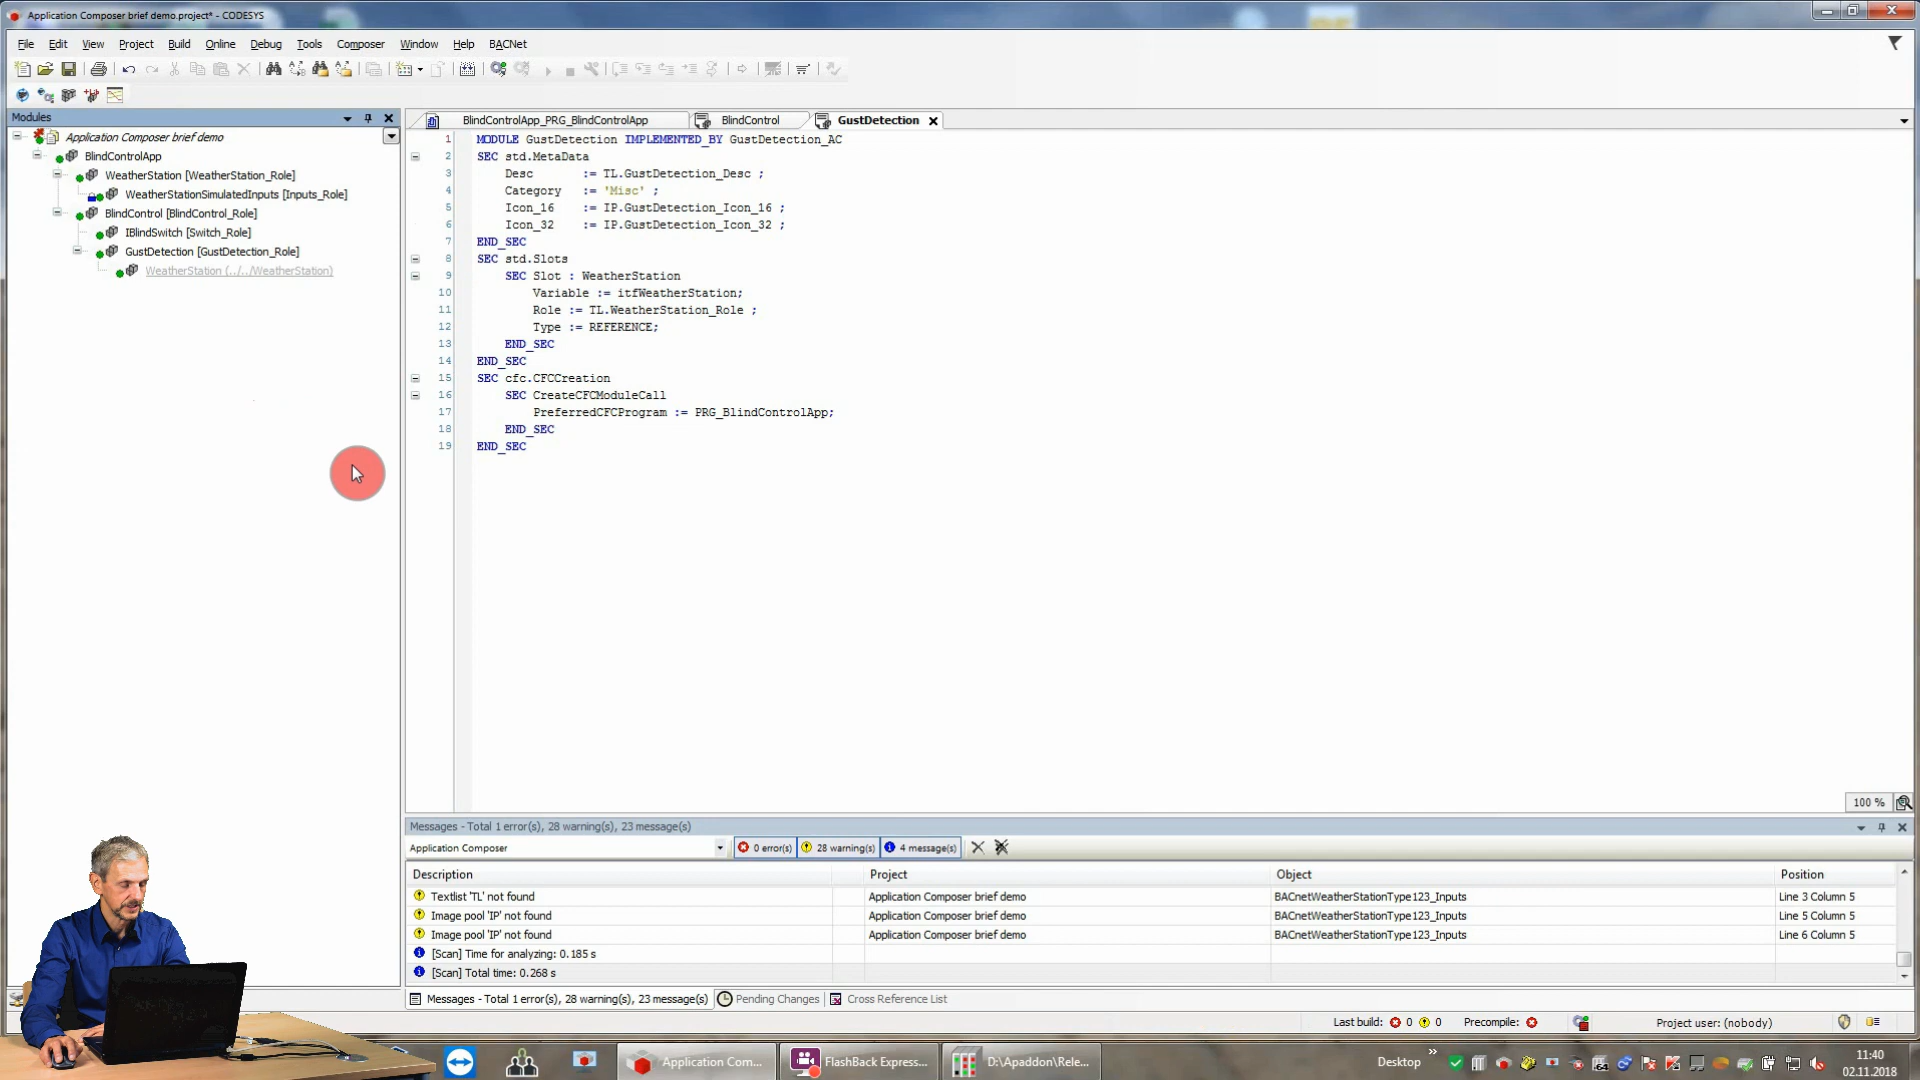 Application Composer brief demo.project* - CODESYS
File Edit View Project Build Online Debug Tools Composer Window Help BACNet
Modules
Application Composer brief demo
BlindControlApp
WeatherStation [WeatherStation_Role]
WeatherStationSimulatedInputs [Inputs_Role]
BlindControl [BlindControl_Role]
IBlindSwitch [Switch_Role]
GustDetection [GustDetection_Role]
WeatherStation (../../WeatherStation)
BlindControlApp_PRG_BlindControlApp BlindControl GustDetection
1 MODULE GustDetection IMPLEMENTED_BY GustDetection_AC
2 SEC std.MetaData
3 Desc := TL.GustDetection_Desc ;
4 Category := 'Misc' ;
5 Icon_16 := IP.GustDetection_Icon_16 ;
6 Icon_32 := IP.GustDetection_Icon_32 ;
7 END_SEC
8 SEC std.Slots
9 SEC Slot : WeatherStation
10 Variable := itfWeatherStation;
11 Role := TL.WeatherStation_Role ;
12 Type := REFERENCE;
13 END_SEC
14 END_SEC
15 SEC cfc.CFCCreation
16 SEC CreateCFCModuleCall
17 PreferredCFCProgram := PRG_BlindControlApp;
18 END_SEC
19 END_SEC
100 %
Messages - Total 1 error(s), 28 warning(s), 23 message(s)
Application Composer 0 error(s) 28 warning(s) 4 message(s)
Description Project Object Position
Textlist 'TL' not found Application Composer brief demo BACnetWeatherStationType123_Inputs Line 3 Column 5
Image pool 'IP' not found Application Composer brief demo BACnetWeatherStationType123_Inputs Line 5 Column 5
Image pool 'IP' not found Application Composer brief demo BACnetWeatherStationType123_Inputs Line 6 Column 5
[Scan] Time for analyzing: 0.185 s
[Scan] Total time: 0.268 s
Messages - Total 1 error(s), 28 warning(s), 23 message(s) Pending Changes Cross Reference List
Last build: 0 0 Precompile: Project user: (nobody)
Application Com... FlashBack Express... D:\Apaddon\Rele... Desktop 64 11:40
02.11.2018